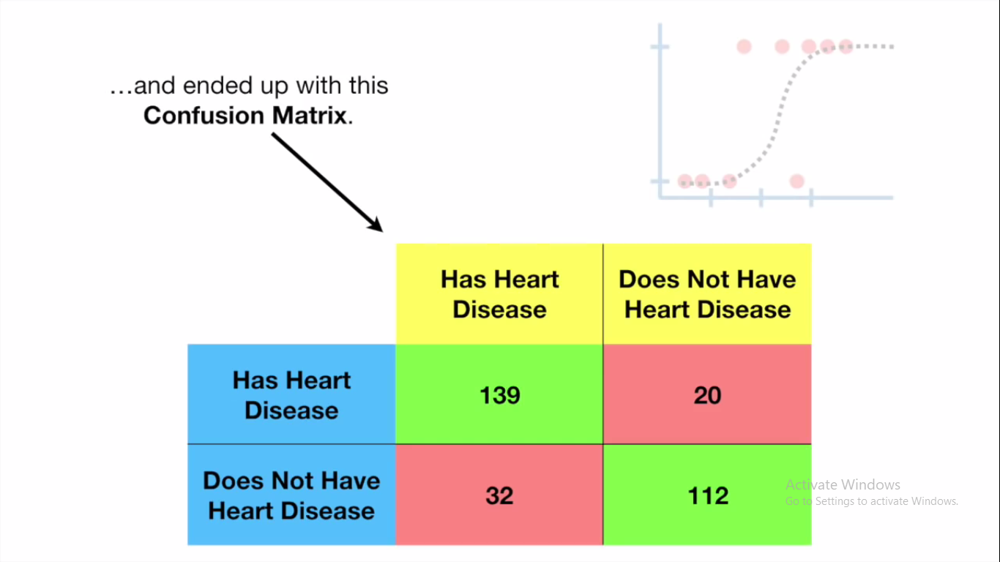 ...and ended up with this
Confusion Matrix.
Has Heart
Disease
Does Not Have
Heart Disease
Has Heart
Disease
139
20
Does Not Have
Heart Disease
32
112
Activate Windows
Go to Settings to activate Windows.